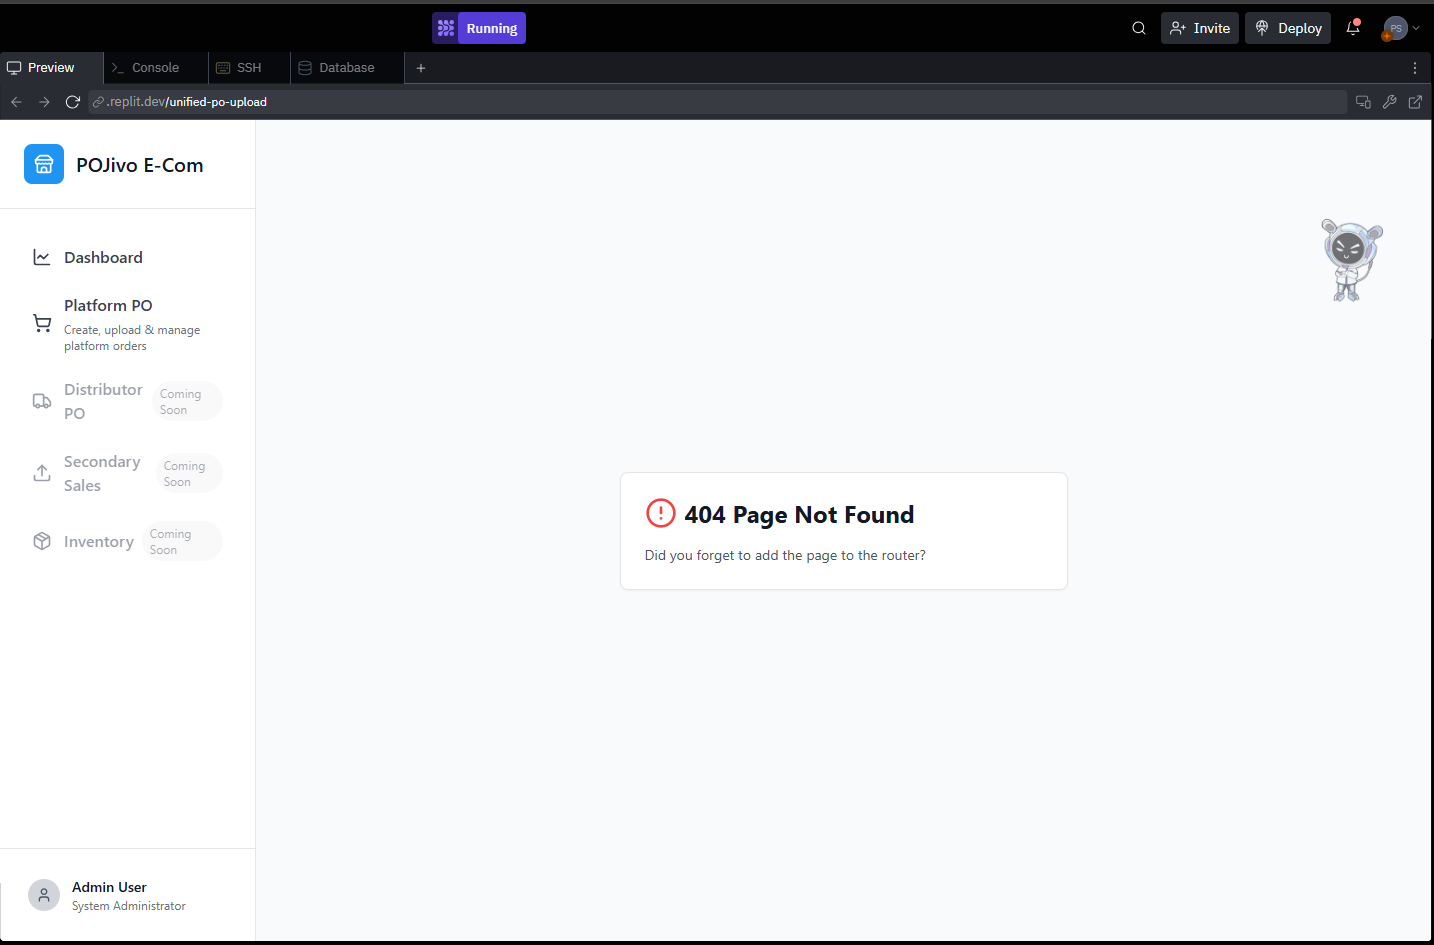 Running
Invite
Deploy
PS
Preview
Console
SSH
Database
.replit.dev/unified-po-upload
POJivo E-Com
Dashboard
Platform PO
Create, upload & manage
platform orders
Distributor
PO
Coming
Soon
Secondary
Sales
Coming
Soon
Inventory
Coming
Soon
404 Page Not Found
Did you forget to add the page to the router?
Admin User
System Administrator